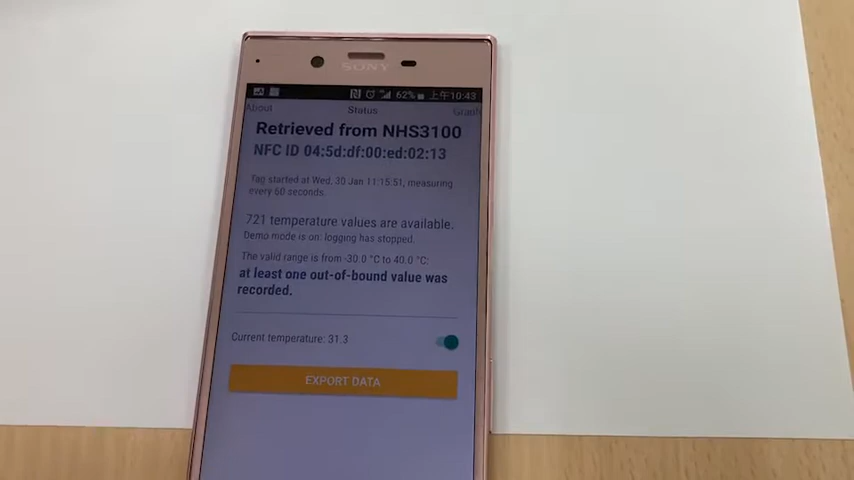 SONY
62% 上午10:43
About Status Graph
Retrieved from NHS3100
NFC ID 04:5d:df:00:ed:02:13
Tag started at Wed. 30 Jan 11:15:51, measuring
every 60 seconds.
721 temperature values are available.
Demo mode is on: logging has stopped.
The valid range is from -30.0 °C to 40.0 °C:
at least one out-of-bound value was
recorded.
Current temperature: 31.3
EXPORT DATA